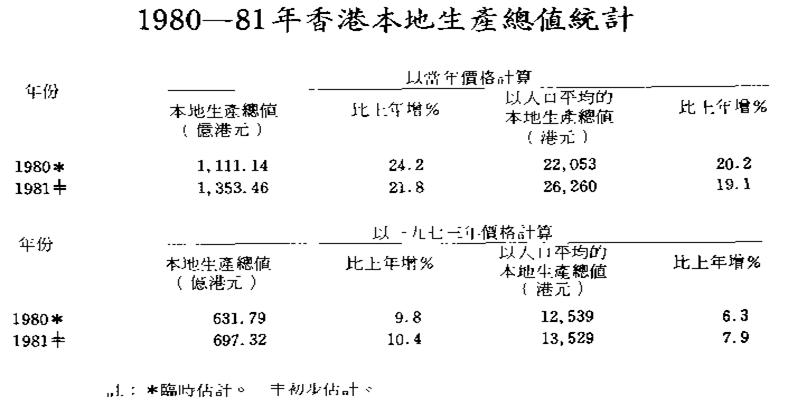 1980—81年香港本地生產總值統計
年份 以當年價格計算
本地生產總值（億港元） 比上年增% 以人口平均的本地生產總值（港元） 比上年增%
1980* 1,111.14 24.2 22,053 20.2
1981‡ 1,353.46 21.8 26,260 19.1
年份 以一九七三年價格計算
本地生產總值（億港元） 比上年增% 以人口平均的本地生產總值（港元） 比上年增%
1980* 631.79 9.8 12,539 6.3
1981‡ 697.32 10.4 13,529 7.9
註：*臨時估計。 ‡初步估計。